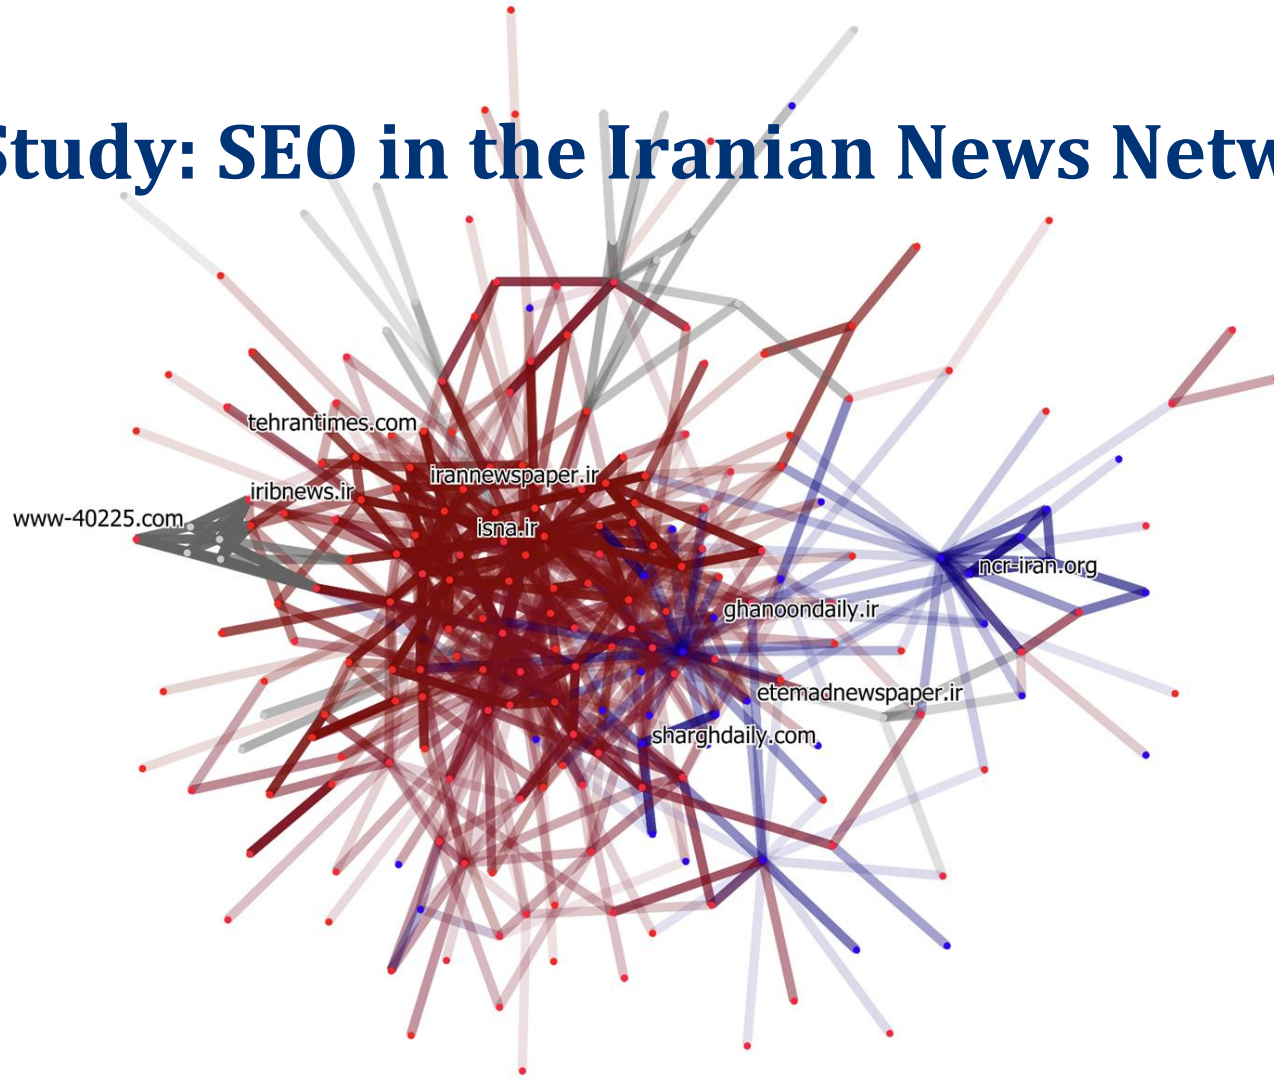 Study: SEO in the Iranian News Netw
tehrantimes.com
irannewspaper.ir
iribnews.ir
www-40225.com
isna.ir
ncr-iran.org
ghanoondaily.ir
etemadnewspaper.ir
sharghdaily.com